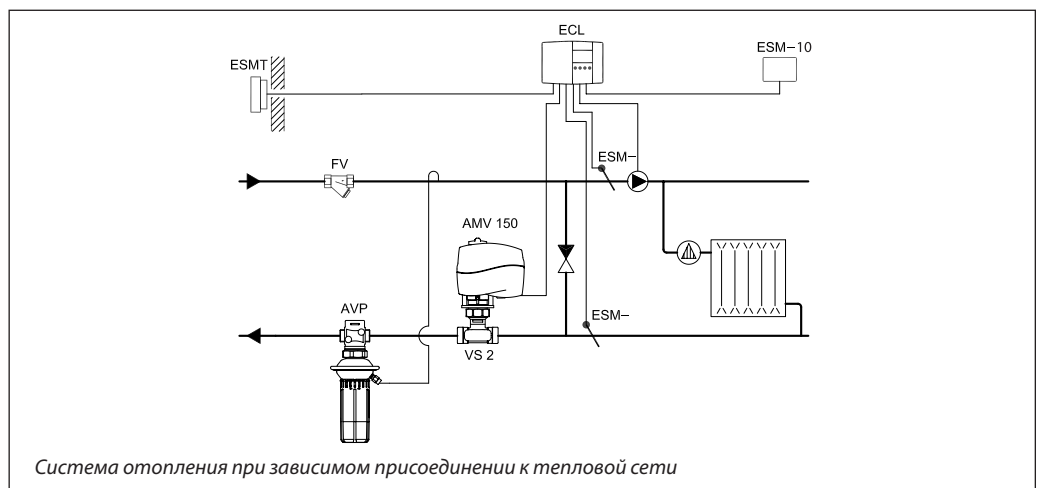 ECL
ESM–10
ESMT
FV
ESM–
AMV 150
AVP
ESM–
VS 2
Система отопления при зависимом присоединении к тепловой сети